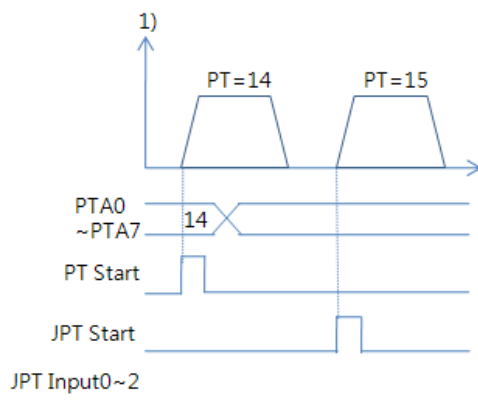 1)
PT=14 PT=15
PTA0
~PTA7
14
PT Start
JPT Start
JPT Input0~2